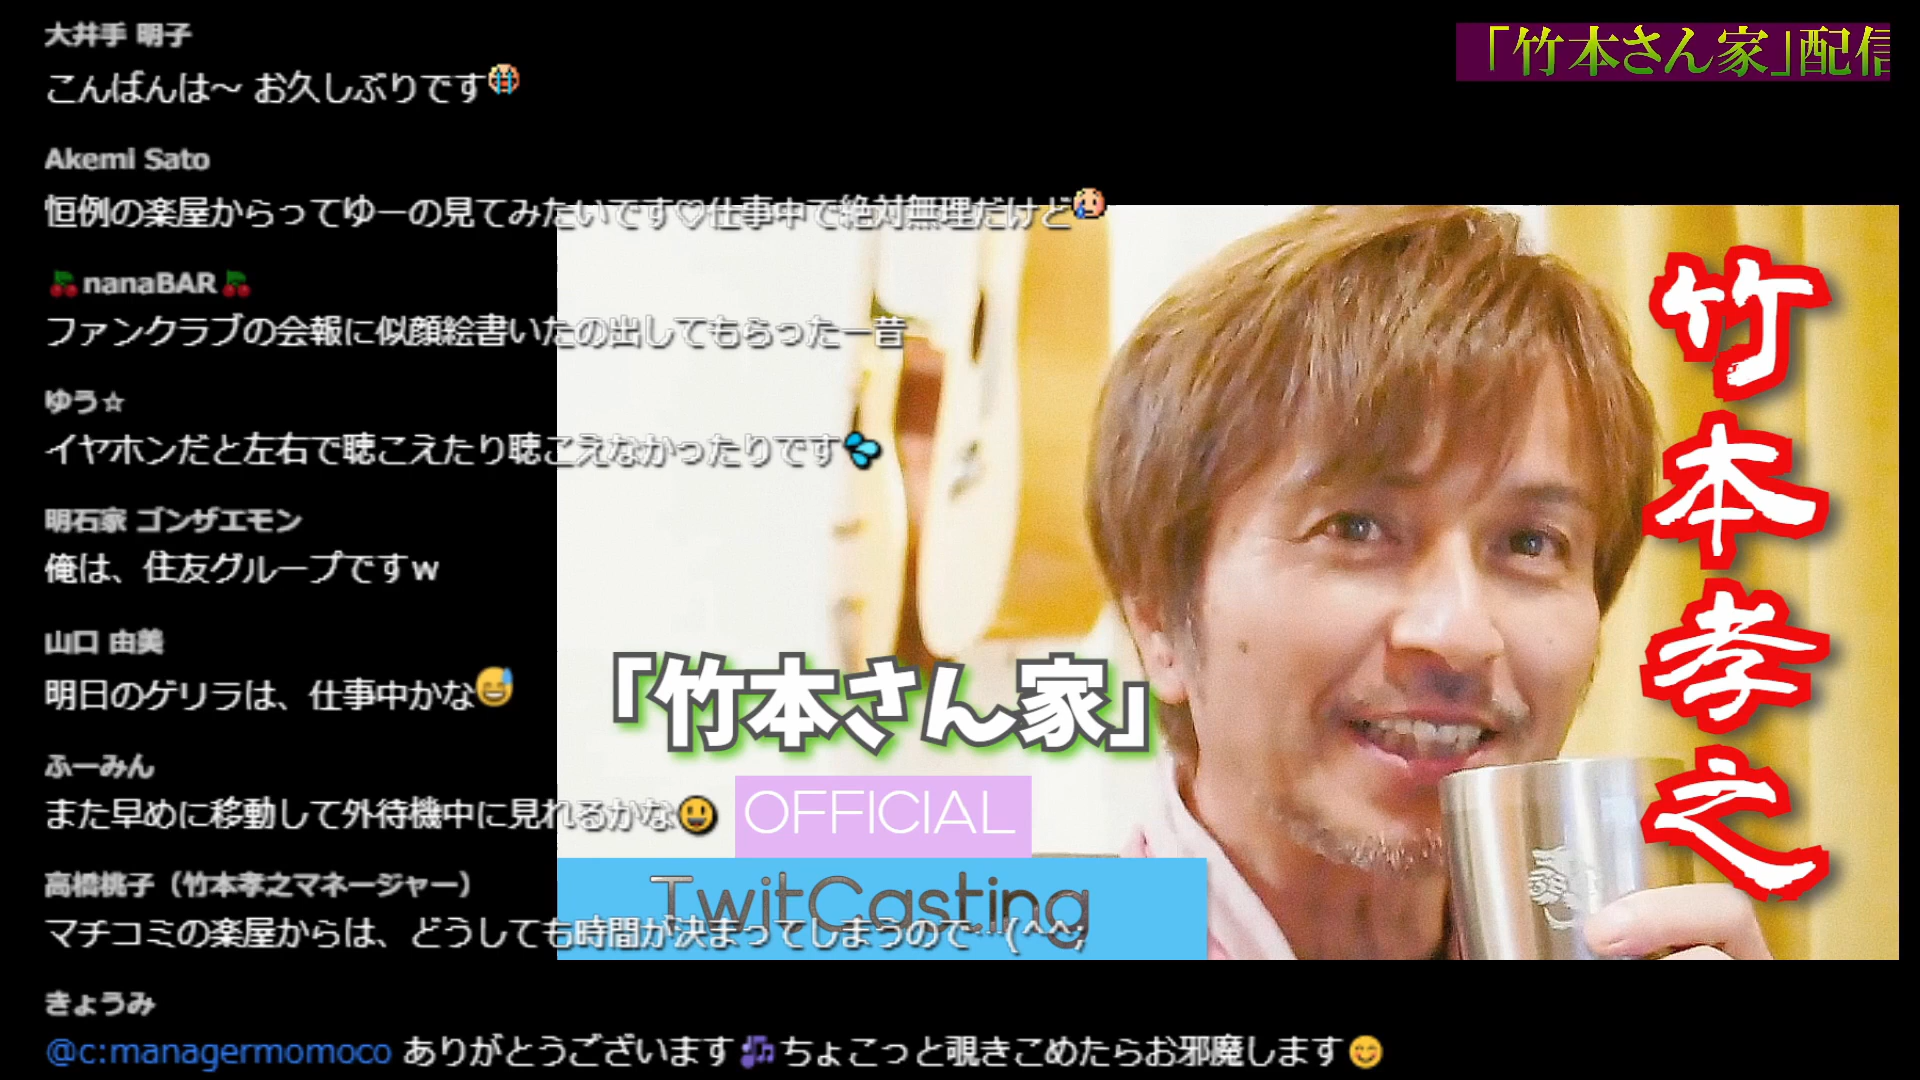 大井手 明子
こんばんは～ お久しぶりです😭
「竹本さん家」配信
Akemi Sato
恒例の楽屋からってゆーの見てみたいです♡仕事中で絶対無理だけど😢
🍒nanaBAR🍒
ファンクラブの会報に似顔絵書いたの出してもらったー昔
ゆう☆
イヤホンだと左右で聴こえたり聴こえなかったりです💦
明石家 ゴンザエモン
俺は、住友グループですｗ
山口 由美
明日のゲリラは、仕事中かな😅
ふーみん
また早めに移動して外待機中に見れるかな😃
高橋桃子（竹本孝之マネージャー）
マチコミの楽屋からは、どうしても時間が決まってしまうので…(^^;
きょうみ
@c:managermomoco ありがとうございます🎶ちょこっと覗きこめたらお邪魔します😊
「竹本さん家」
OFFICIAL
TwitCasting
竹本孝之